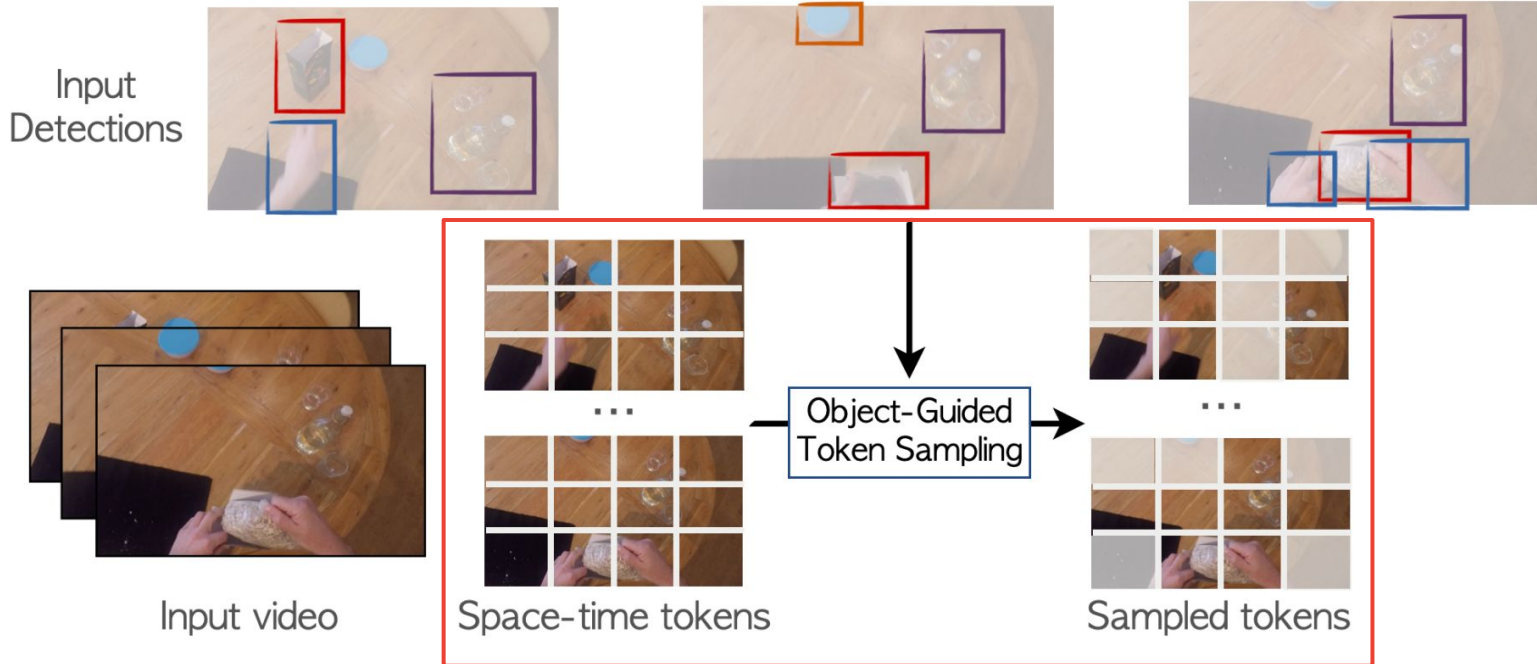 Input
Detections
...
...
Object-Guided
Token Sampling
Input video
Space-time tokens
Sampled tokens